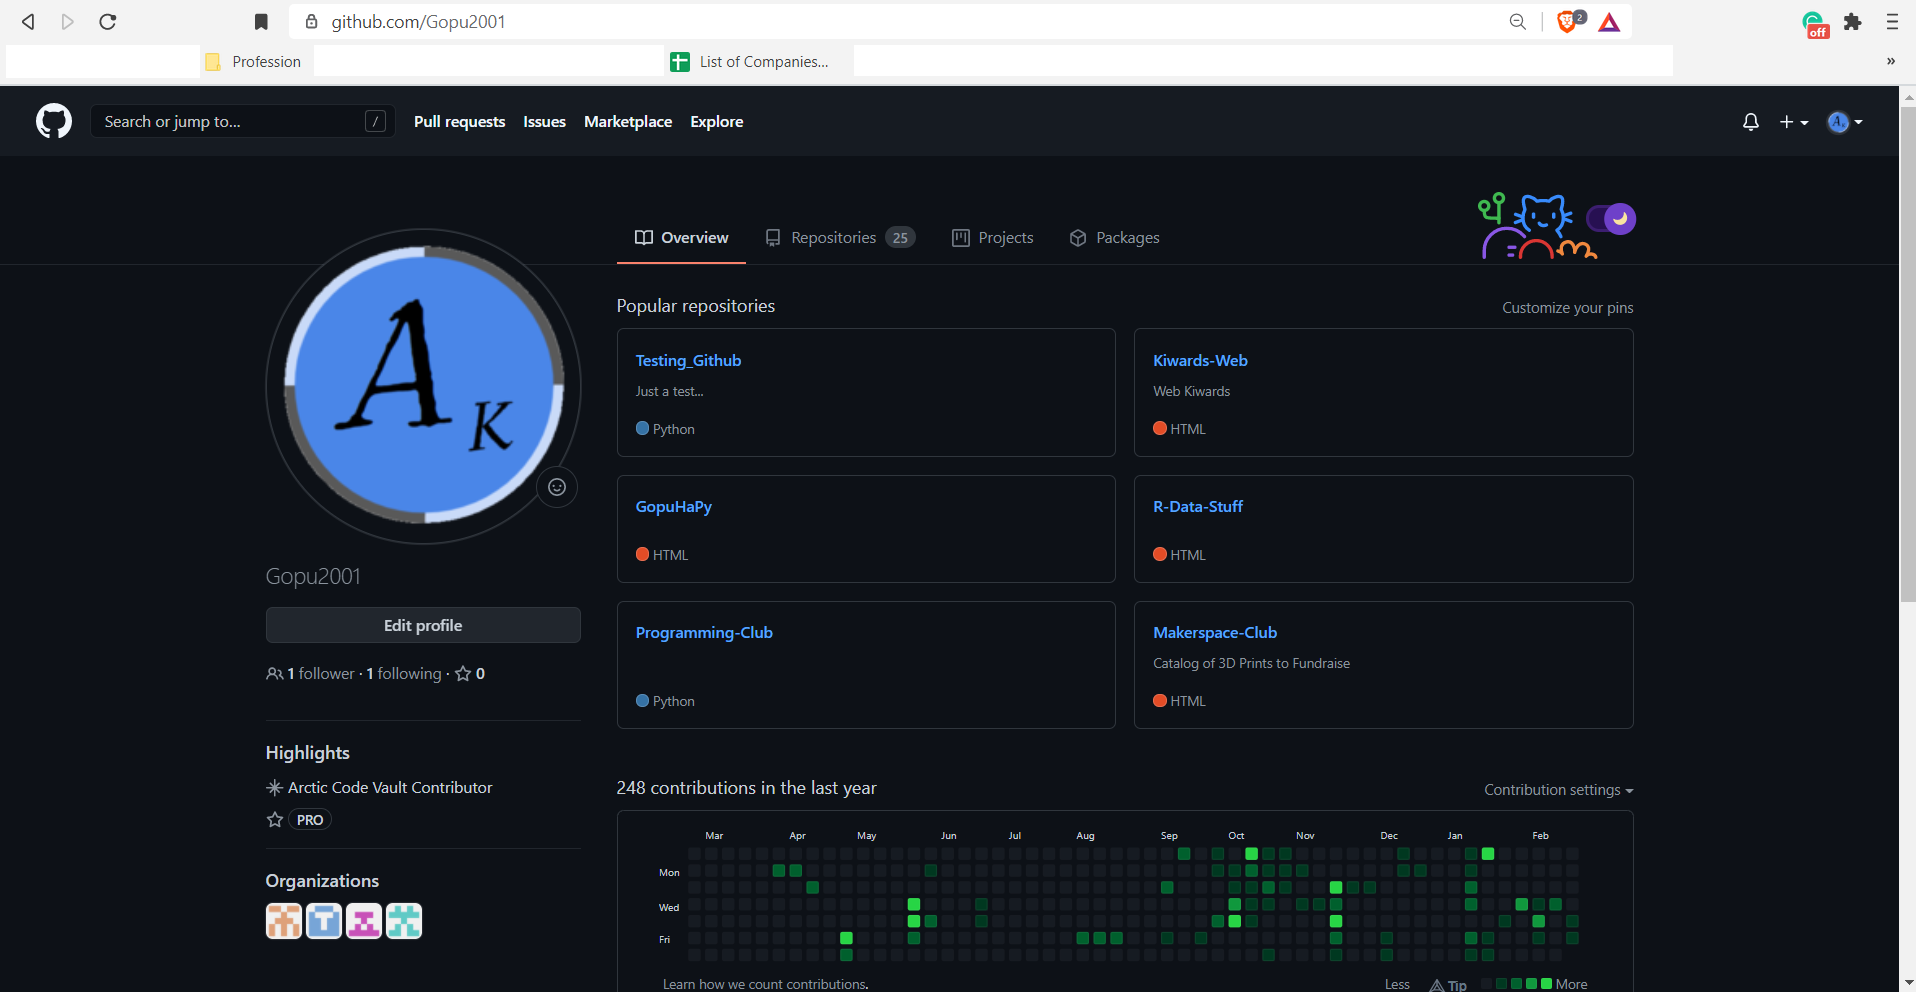 github.com/Gopu2001
2
off
Profession
List of Companies...
»
Search or jump to... /
Pull requests Issues Marketplace Explore
Overview Repositories 25 Projects Packages
A K
Gopu2001
Edit profile
1 follower · 1 following · 0
Highlights
Arctic Code Vault Contributor
PRO
Organizations
Popular repositories Customize your pins
Testing_Github
Just a test...
Python
Kiwards-Web
Web Kiwards
HTML
GopuHaPy
HTML
R-Data-Stuff
HTML
Programming-Club
Python
Makerspace-Club
Catalog of 3D Prints to Fundraise
HTML
248 contributions in the last year Contribution settings
Mar Apr May Jun Jul Aug Sep Oct Nov Dec Jan Feb
Mon
Wed
Fri
Learn how we count contributions. Less Tip More